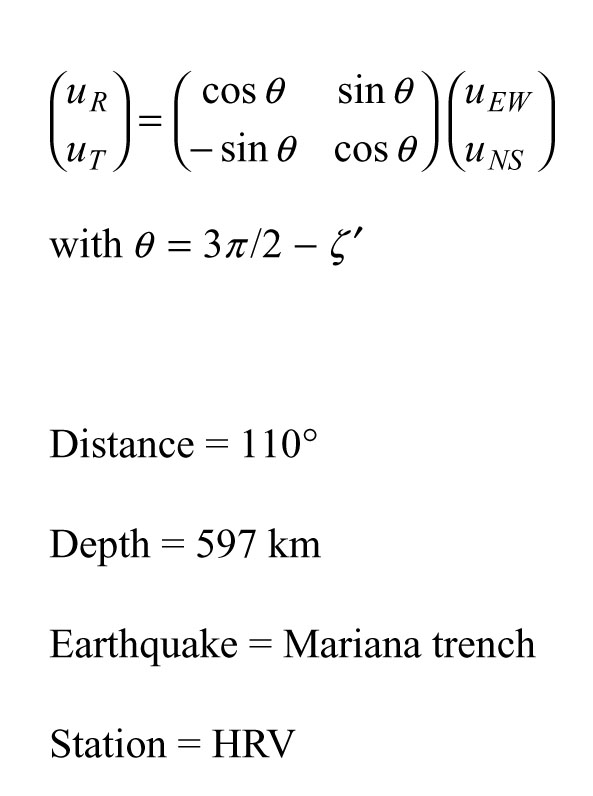 (u_R u_T) = (cos θ sin θ −sin θ cos θ)(u_EW u_NS)
with θ = 3π/2 − ζ′
Distance = 110°
Depth = 597 km
Earthquake = Mariana trench
Station = HRV